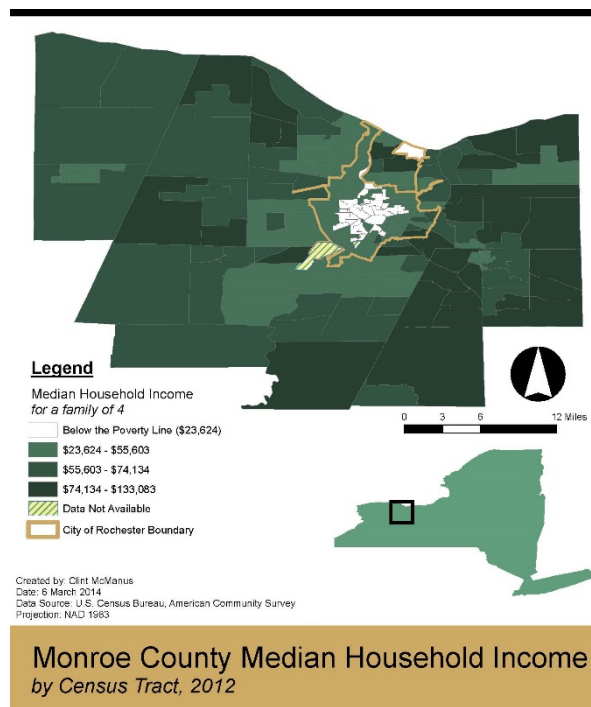 Legend
Median Household Income
for a family of 4
Below the Poverty Line ($23,624)
$23,624 - $55,603
$55,603 - $74,134
$74,134 - $133,083
Data Not Available
City of Rochester Boundary
0 3 6 12 Miles
Created by: Clint McManus
Date: 6 March 2014
Data Source: U.S. Census Bureau, American Community Survey
Projection: NAD 1983
Monroe County Median Household Income
by Census Tract, 2012